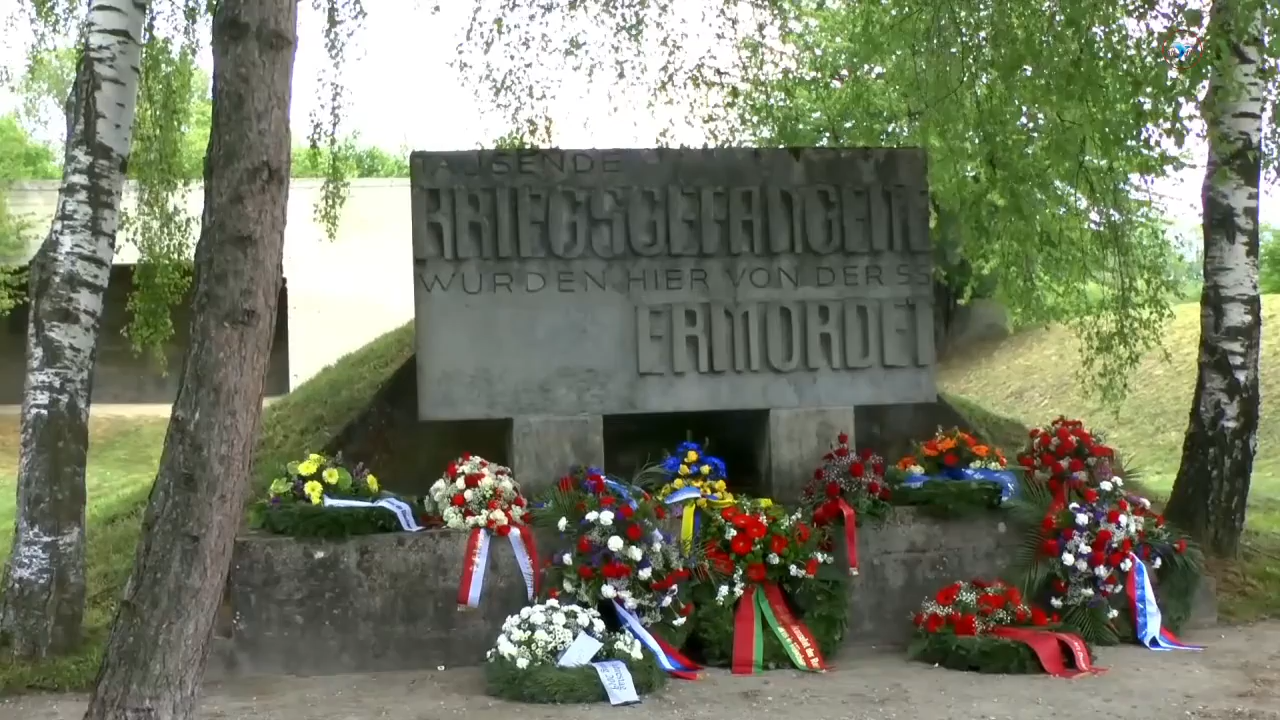 TAUSENDE
KRIEGSGEFANGENE
WURDEN HIER VON DER SS
ERMORDET